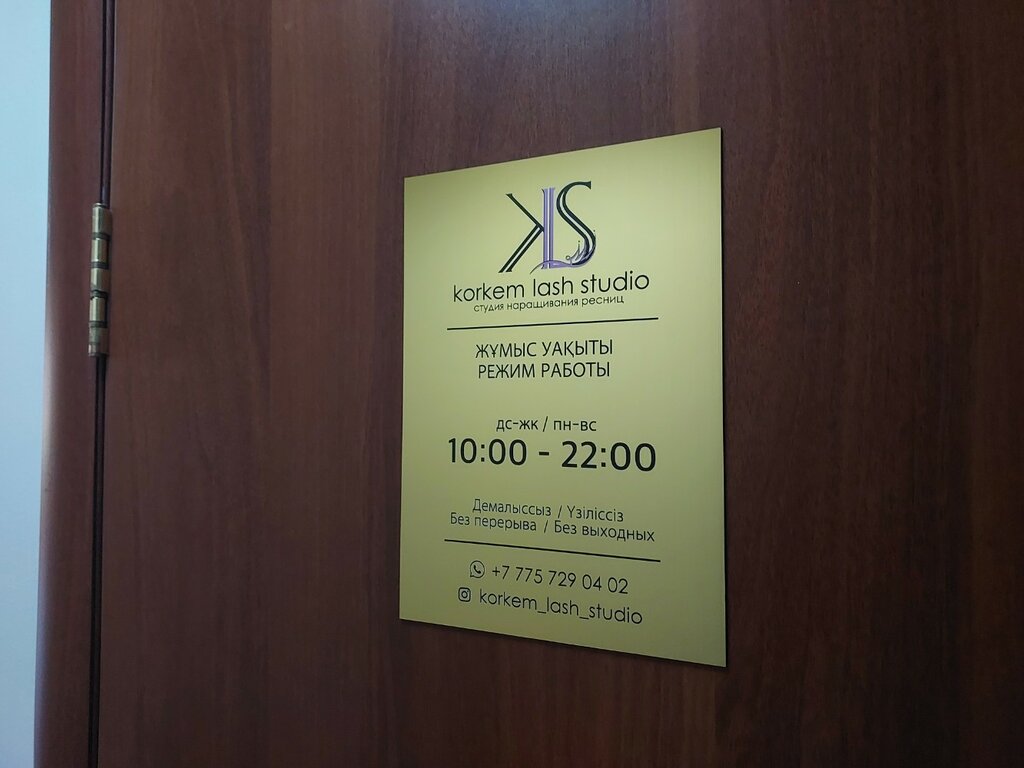 KLS
korkem lash studio
студия наращивания ресниц
ЖҰМЫС УАҚЫТЫ
РЕЖИМ РАБОТЫ
дс-жк / пн-вс
10:00 - 22:00
Демалыссыз / Үзіліссіз
Без перерыва / Без выходных
+7 775 729 04 02
korkem_lash_studio